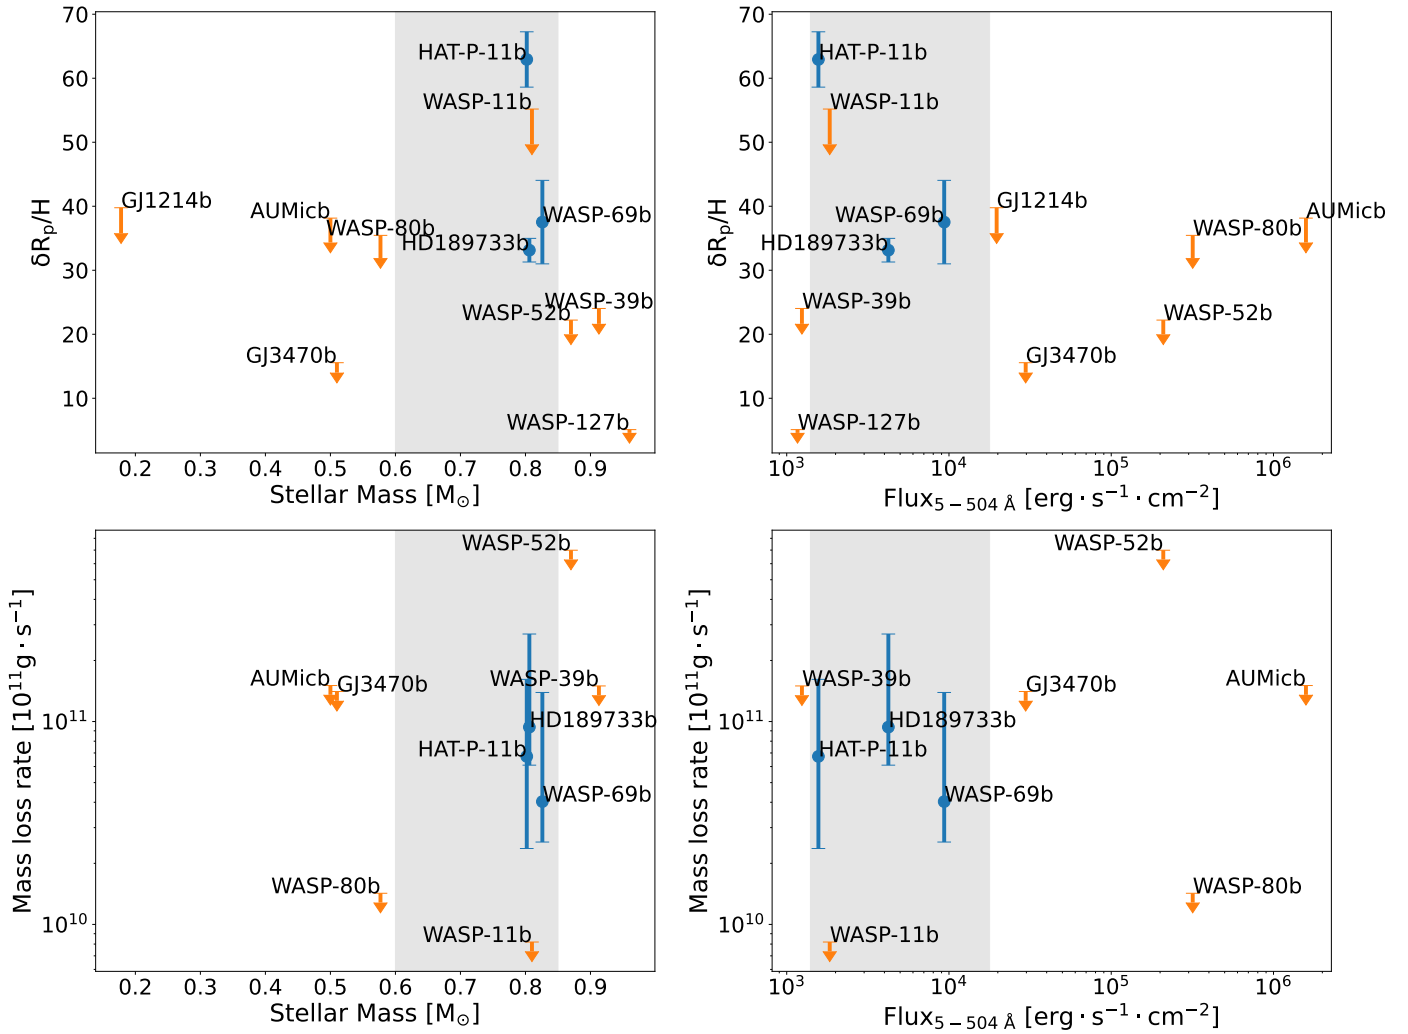 70
60
50
40
30
20
10
δRp/H
HAT-P-11b
WASP-11b
GJ1214b
AUMicb
WASP-80b
WASP-69b
HD189733b
WASP-39b
WASP-52b
GJ3470b
WASP-127b
0.2 0.3 0.4 0.5 0.6 0.7 0.8 0.9
Stellar Mass [M⊙]
70
60
50
40
30
20
10
δRp/H
HAT-P-11b
WASP-11b
GJ1214b
AUMicb
WASP-69b
WASP-80b
HD189733b
WASP-39b
WASP-52b
GJ3470b
WASP-127b
10³ 10⁴ 10⁵ 10⁶
Flux₅₋₅₀₄ Å [erg·s⁻¹·cm⁻²]
10¹¹
10¹⁰
Mass loss rate [10¹¹g·s⁻¹]
WASP-52b
AUMicb
GJ3470b
WASP-39b
HD189733b
HAT-P-11b
WASP-69b
WASP-80b
WASP-11b
0.2 0.3 0.4 0.5 0.6 0.7 0.8 0.9
Stellar Mass [M⊙]
10¹¹
10¹⁰
Mass loss rate [10¹¹g·s⁻¹]
WASP-52b
WASP-39b
GJ3470b
AUMicb
HD189733b
HAT-P-11b
WASP-69b
WASP-80b
WASP-11b
10³ 10⁴ 10⁵ 10⁶
Flux₅₋₅₀₄ Å [erg·s⁻¹·cm⁻²]